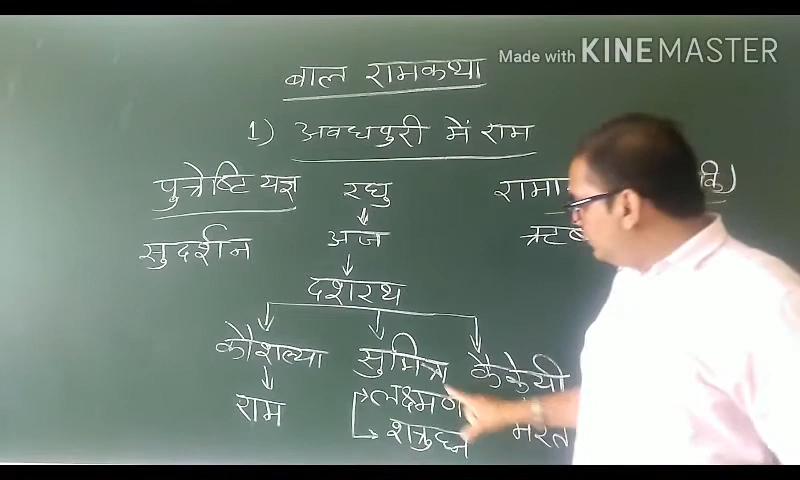 Made with KINEMASTER
बाल रामकथा
1) अवधपुरी में राम
पुत्रेष्टि यज्ञ रघु
सुदर्शन अज
दशरथ
कौशल्या सुमित्रा कैकेयी
राम लक्ष्मण भरत
शत्रुघ्न